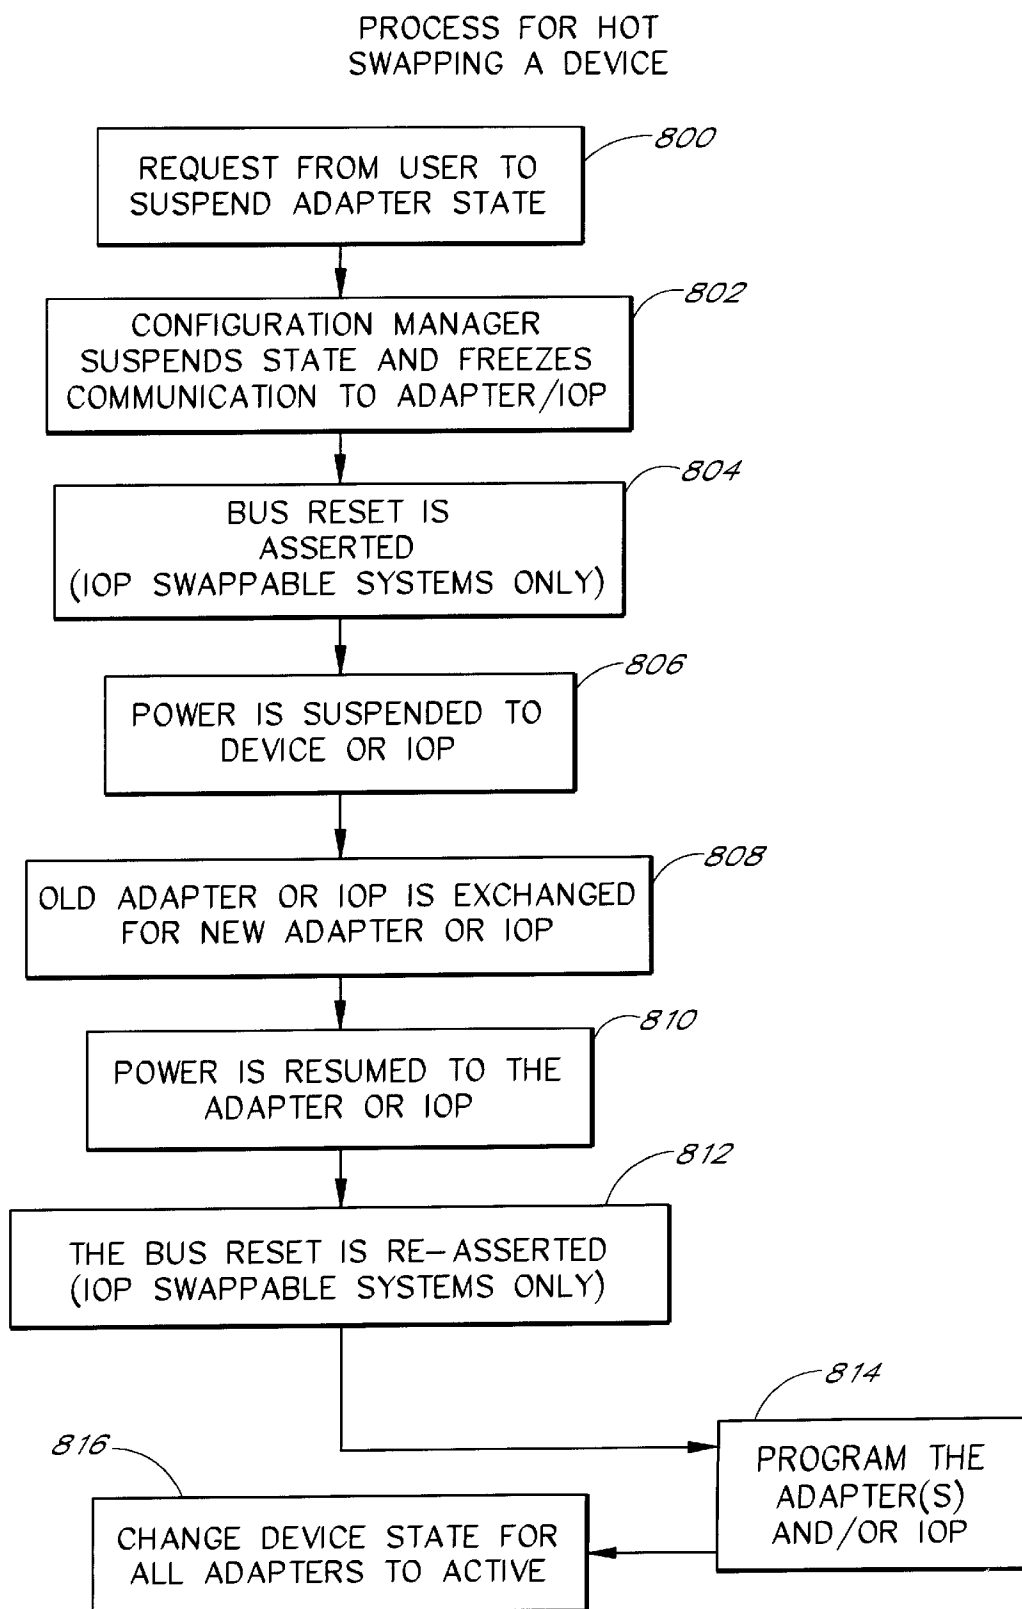 PROCESS FOR HOT
SWAPPING A DEVICE
800
REQUEST FROM USER TO
SUSPEND ADAPTER STATE
802
CONFIGURATION MANAGER
SUSPENDS STATE AND FREEZES
COMMUNICATION TO ADAPTER/IOP
804
BUS RESET IS
ASSERTED
(IOP SWAPPABLE SYSTEMS ONLY)
806
POWER IS SUSPENDED TO
DEVICE OR IOP
808
OLD ADAPTER OR IOP IS EXCHANGED
FOR NEW ADAPTER OR IOP
810
POWER IS RESUMED TO THE
ADAPTER OR IOP
812
THE BUS RESET IS RE-ASSERTED
(IOP SWAPPABLE SYSTEMS ONLY)
814
PROGRAM THE
ADAPTER(S)
AND/OR IOP
816
CHANGE DEVICE STATE FOR
ALL ADAPTERS TO ACTIVE